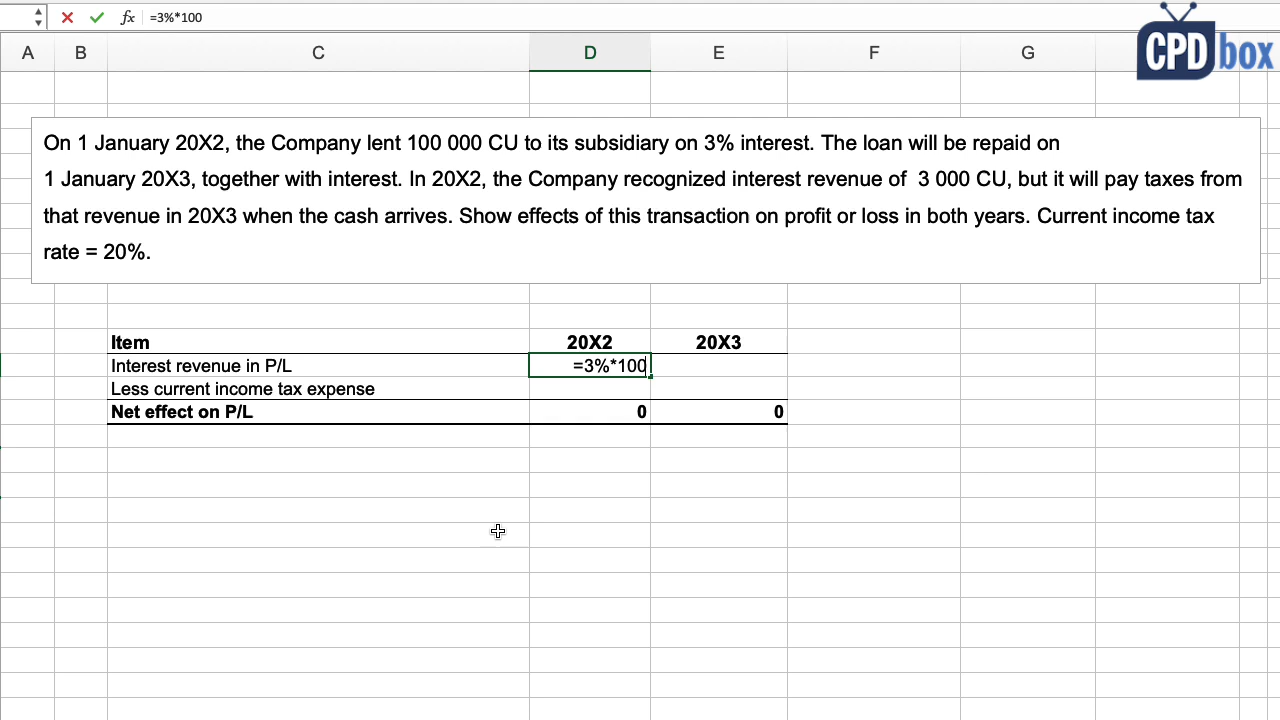 fx =3%*100
CPD box
A B C D E F G
On 1 January 20X2, the Company lent 100 000 CU to its subsidiary on 3% interest. The loan will be repaid on
1 January 20X3, together with interest. In 20X2, the Company recognized interest revenue of 3 000 CU, but it will pay taxes from
that revenue in 20X3 when the cash arrives. Show effects of this transaction on profit or loss in both years. Current income tax
rate = 20%.
Item 20X2 20X3
Interest revenue in P/L =3%*100
Less current income tax expense
Net effect on P/L 0 0